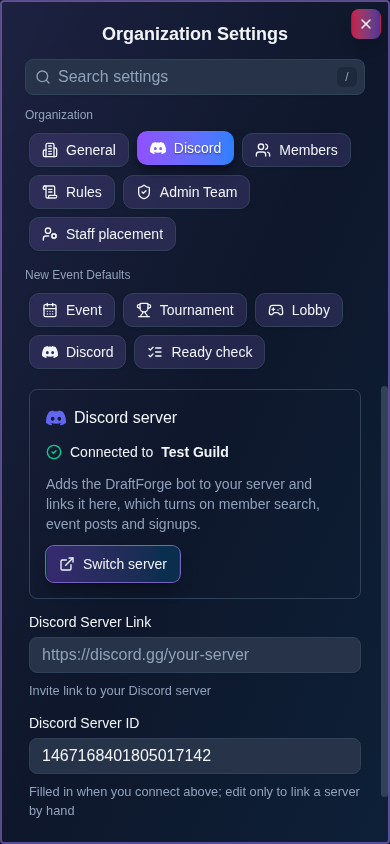 Organization Settings
Search settings /
Organization
General Discord Members
Rules Admin Team
Staff placement
New Event Defaults
Event Tournament Lobby
Discord Ready check
Discord server
Connected to Test Guild
Adds the DraftForge bot to your server and
links it here, which turns on member search,
event posts and signups.
Switch server
Discord Server Link
https://discord.gg/your-server
Invite link to your Discord server
Discord Server ID
1467168401805017142
Filled in when you connect above; edit only to link a server
by hand